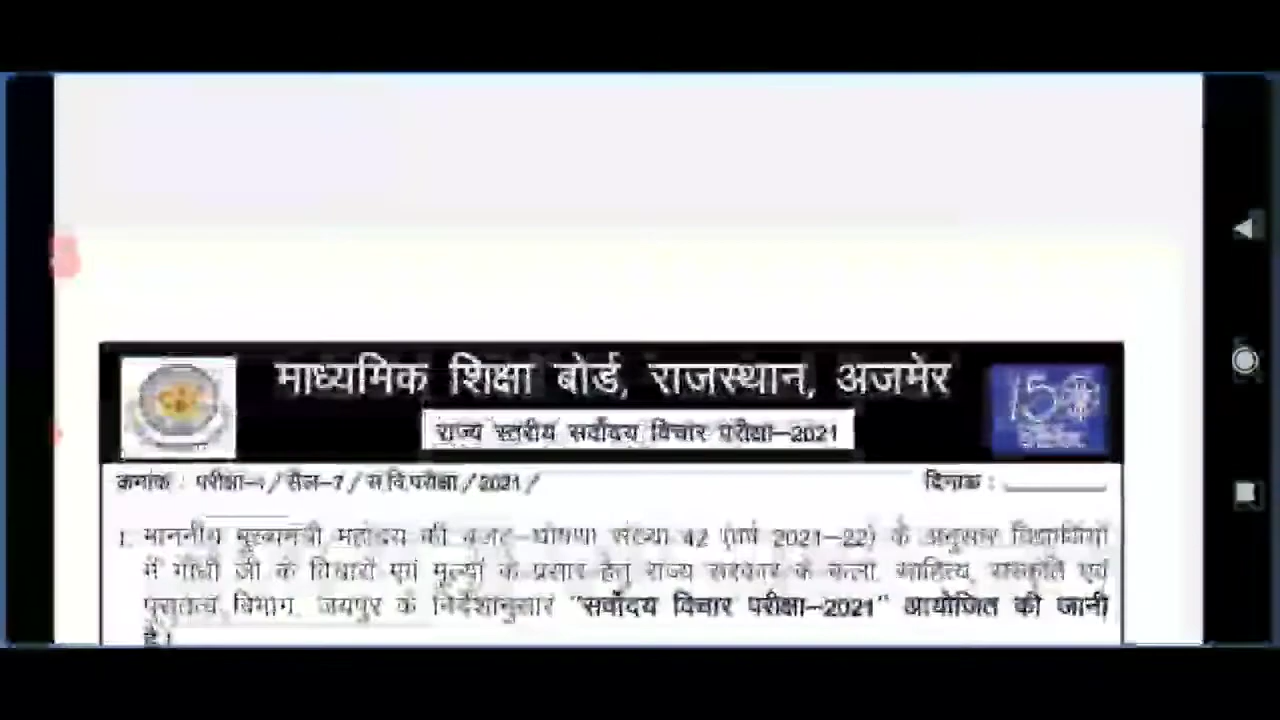 माध्यमिक शिक्षा बोर्ड, राजस्थान, अजमेर
राज्य स्तरीय सर्वोदय विचार परीक्षा–2021
150
क्रमांक : परीक्षा– / सैल–7 / स.वि.परीक्षा / 2021 /
दिनांक :
1. माननीय मुख्यमंत्री महोदय की बजट–घोषणा संख्या 42 (वर्ष 2021–22) के अनुसार विद्यार्थियों
में गांधी जी के विचारों एवं मूल्यों के प्रसार हेतु राज्य सरकार के कला, साहित्य, संस्कृति एवं
पुरातत्व विभाग, जयपुर के निर्देशानुसार "सर्वोदय विचार परीक्षा–2021" आयोजित की जानी
है।